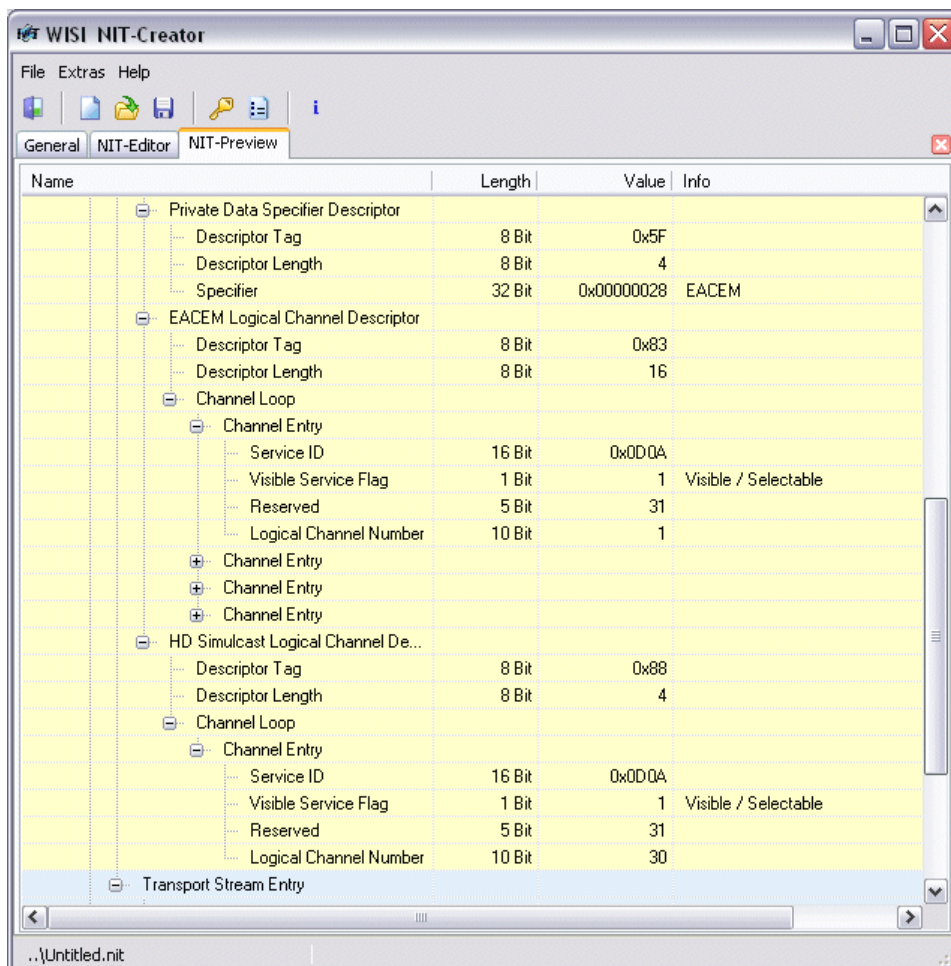 WISI NIT-Creator
File Extras Help
i
General NIT-Editor NIT-Preview
Name Length Value Info
Private Data Specifier Descriptor
Descriptor Tag 8 Bit 0x5F
Descriptor Length 8 Bit 4
Specifier 32 Bit 0x00000028 EACEM
EACEM Logical Channel Descriptor
Descriptor Tag 8 Bit 0x83
Descriptor Length 8 Bit 16
Channel Loop
Channel Entry
Service ID 16 Bit 0x0D0A
Visible Service Flag 1 Bit 1 Visible / Selectable
Reserved 5 Bit 31
Logical Channel Number 10 Bit 1
Channel Entry
Channel Entry
Channel Entry
HD Simulcast Logical Channel De...
Descriptor Tag 8 Bit 0x88
Descriptor Length 8 Bit 4
Channel Loop
Channel Entry
Service ID 16 Bit 0x0D0A
Visible Service Flag 1 Bit 1 Visible / Selectable
Reserved 5 Bit 31
Logical Channel Number 10 Bit 30
Transport Stream Entry
..\Untitled.nit